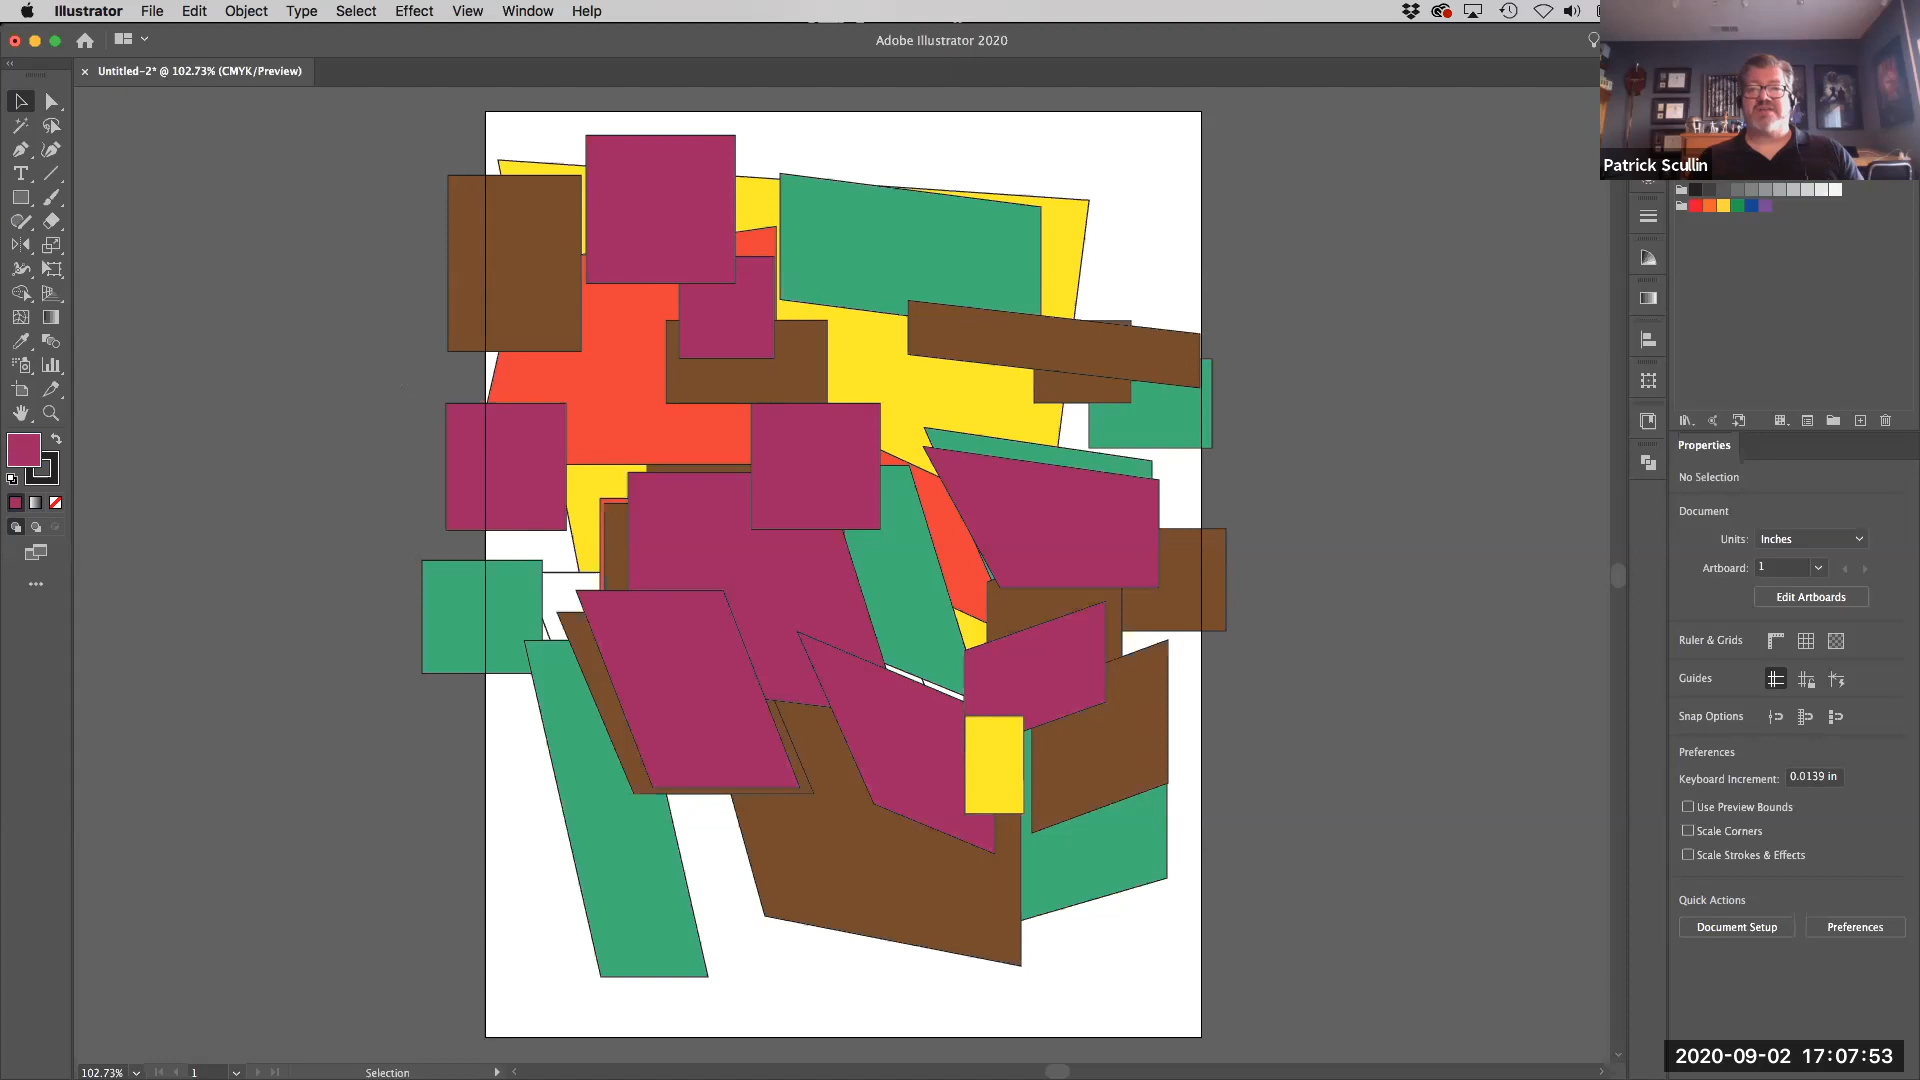 Illustrator File Edit Object Type Select Effect View Window Help
Adobe Illustrator 2020
× Untitled-2* @ 102.73% (CMYK/Preview)
Patrick Scullin
Properties
No Selection
Document
Units: Inches
Artboard: 1
Edit Artboards
Ruler & Grids
Guides
Snap Options
Preferences
Keyboard Increment: 0.0139 in
Use Preview Bounds
Scale Corners
Scale Strokes & Effects
Quick Actions
Document Setup Preferences
2020-09-02 17:07:53
102.73% 1 Selection